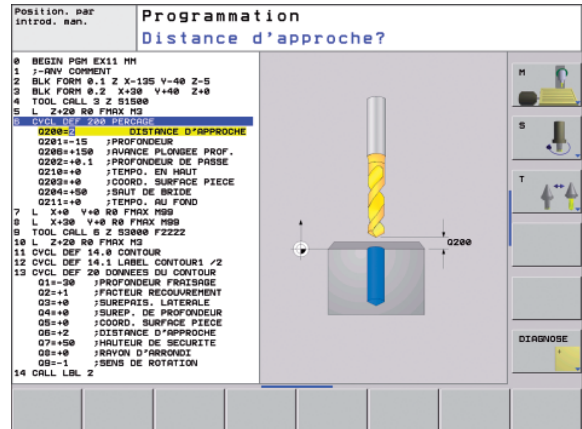 Position. par
introd. man.
Programmation
Distance d'approche?
0 BEGIN PGM EX11 MM
1 ;-ANY COMMENT
2 BLK FORM 0.1 Z X-135 Y-40 Z-5
3 BLK FORM 0.2 X+30 Y+40 Z+0
4 TOOL CALL 3 Z S1500
5 L Z+20 R0 FMAX M3
6 CYCL DEF 200 PERCAGE
Q200=2 DISTANCE D'APPROCHE
Q201=-15 ;PROFONDEUR
Q206=+150 ;AVANCE PLONGEE PROF.
Q202=+0.1 ;PROFONDEUR DE PASSE
Q210=+0 ;TEMPO. EN HAUT
Q203=+0 ;COORD. SURFACE PIECE
Q204=+50 ;SAUT DE BRIDE
Q211=+0 ;TEMPO. AU FOND
7 L X+0 Y+0 R0 FMAX M99
8 L X+30 Y+0 R0 FMAX M99
9 TOOL CALL 6 Z S3000 F2222
10 L Z+20 R0 FMAX M3
11 CYCL DEF 14.0 CONTOUR
12 CYCL DEF 14.1 LABEL CONTOUR1 /2
13 CYCL DEF 20 DONNEES DU CONTOUR
Q1=-30 ;PROFONDEUR FRAISAGE
Q2=+1 ;FACTEUR RECOUVREMENT
Q3=+0 ;SUREPAIS. LATERALE
Q4=+0 ;SUREP. DE PROFONDEUR
Q5=+0 ;COORD. SURFACE PIECE
Q6=+2 ;DISTANCE D'APPROCHE
Q7=+50 ;HAUTEUR DE SECURITE
Q8=+0 ;RAYON D'ARRONDI
Q9=-1 ;SENS DE ROTATION
14 CALL LBL 2
Q200
M
S
T
DIAGNOSE